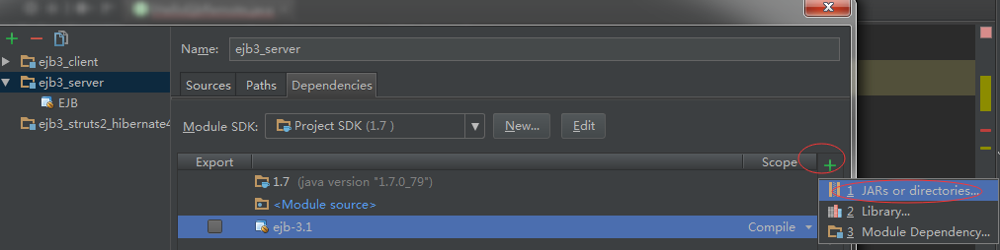 Name: ejb3_server
ejb3_client
ejb3_server
EJB
ejb3_struts2_hibernate4
Sources Paths Dependencies
Module SDK: Project SDK (1.7 ) New... Edit
Export Scope
1.7 (java version "1.7.0_79")
<Module source>
ejb-3.1 Compile
1 JARs or directories...
2 Library...
3 Module Dependency...